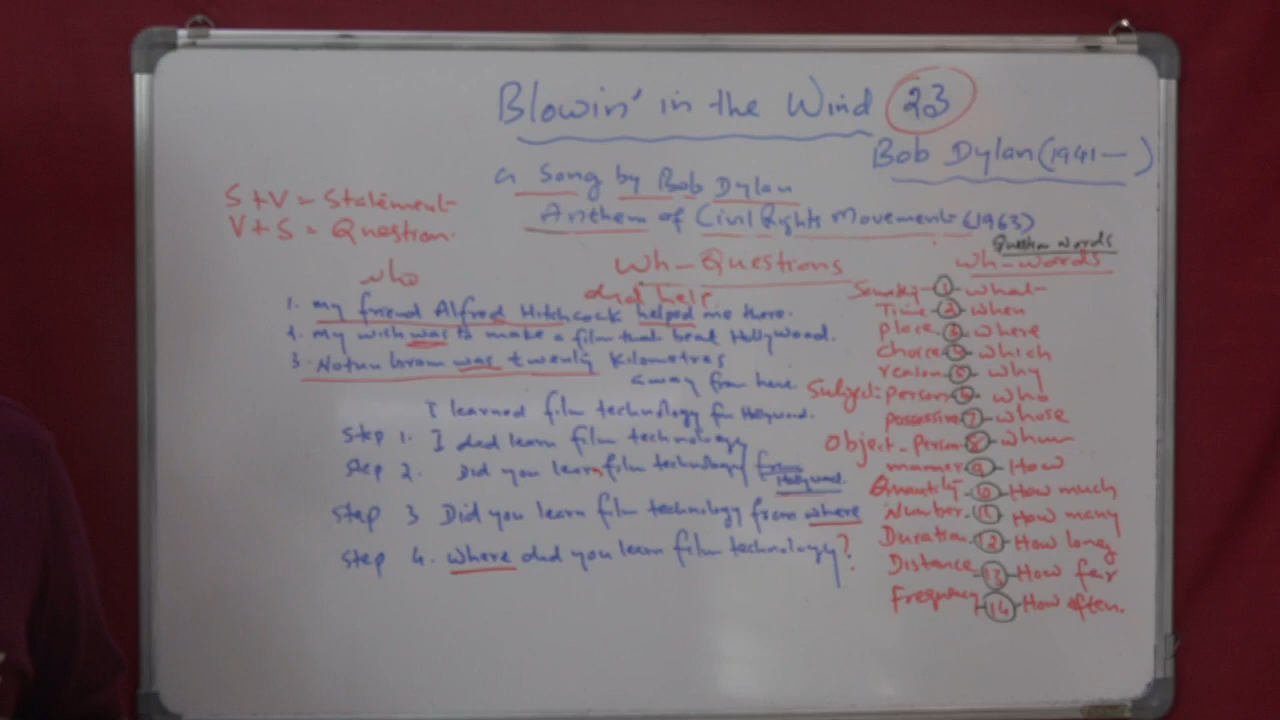 Blowin' in the Wind 23
Bob Dylan (1941 — )
a Song by Bob Dylan
Anthem of Civil Rights Movement (1963)
S + V = Statement
V + S = Question.
Question words
Wh-Questions
wh-words
who
did help
1. my friend Alfred Hitchcock helped me there.
2. my wish was to make a film that beat Hollywood.
3. Notun Gram was twenty Kilometres
away from here
I learned film technology from Hollywood.
Step 1. I did learn film technology
Step 2. Did you learn film technology from
Hollywood.
Step 3 Did you learn film technology from where
Step 4. where did you learn film technology?
① - what
Time - ② - when
place - ③ - where
choice - ④ - which
reason - ⑤ - why
Subject: person - ⑥ - who
possessive - ⑦ - whose
Object - Person - ⑧ - whom
manner - ⑨ - How
Quantity - ⑩ - How much
Number - ⑪ - How many
Duration - ⑫ - How long
Distance - ⑬ - How far
Frequency - ⑭ - How often.